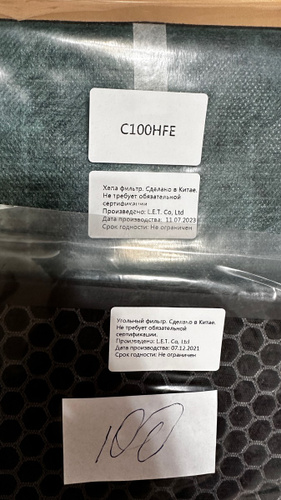 C100HFE
Хепа фильтр. Сделано в Китае.
Не требует обязательной
сертификации
Произведено: L.E.T. Co, Ltd
Дата производства: 11.07.2023
Срок годности: Не ограничен
Угольный фильтр. Сделано в Китае.
Не требует обязательной
сертификации.
Произведено: L.E.T. Co, Ltd
Дата производства: 07.12.2021
Срок годности: Не ограничен
100